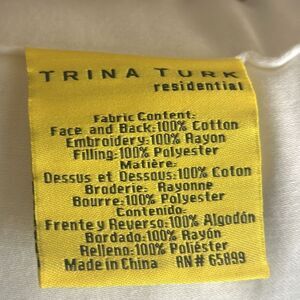 TRINA TURK
residential
Fabric Content:
Face and Back:100% Cotton
Embroidery:100% Rayon
Filling:100% Polyester
Matière:
Dessus et Dessous:100% Coton
Broderie: Rayonne
Bourre:100% Polyester
Contenido:
Frente y Reverso:100% Algodón
Bordado:100% Rayón
Relleno:100% Poliéster
Made in China RN# 65899